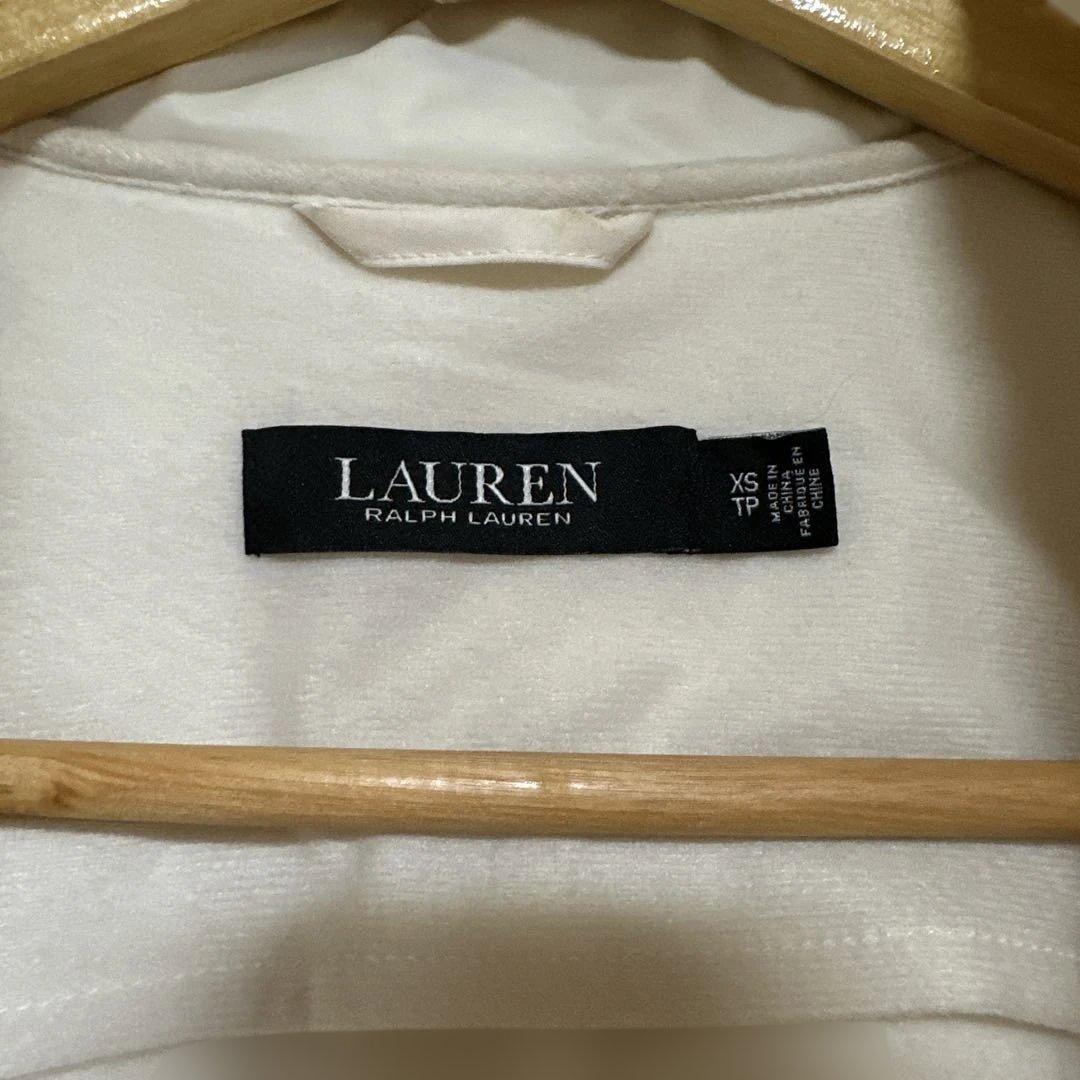 LAUREN
RALPH LAUREN
XS
TP
MADE IN
CHINA
FABRIQUE EN
CHINE